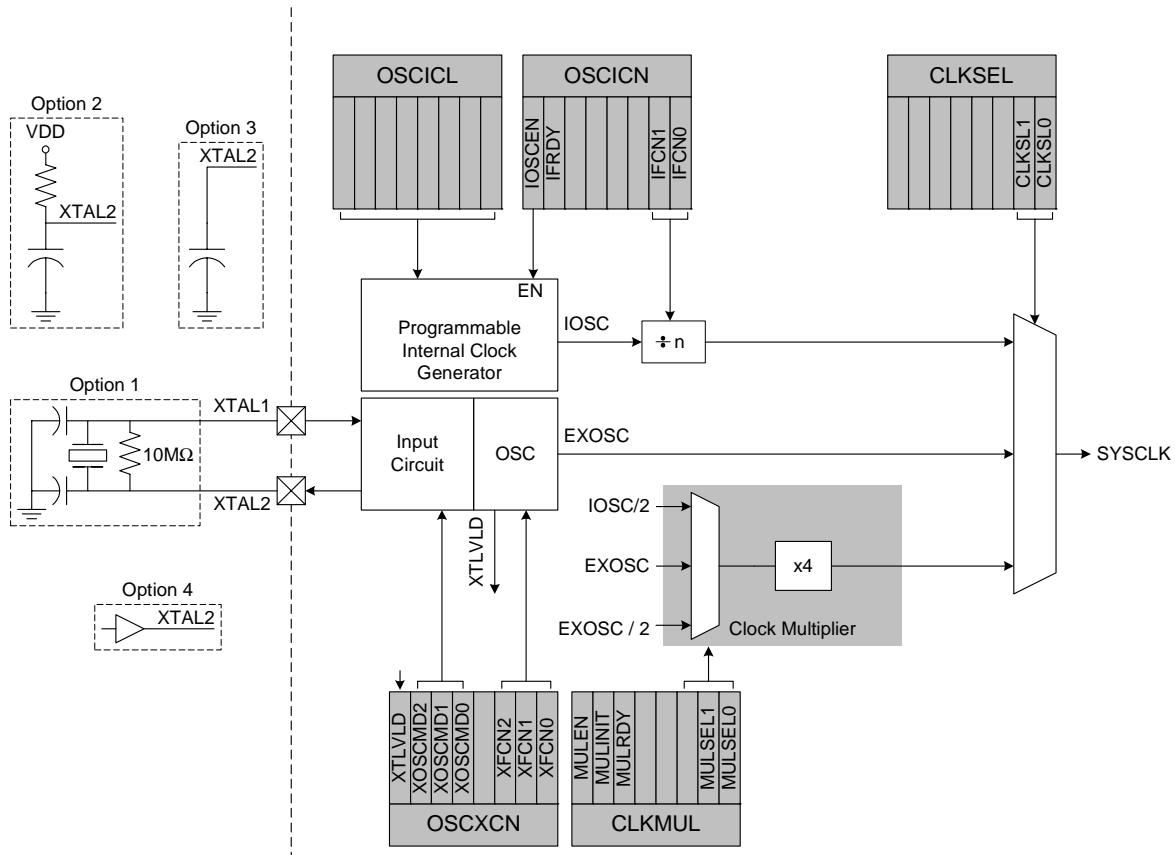 OSCICL
OSCICN
CLKSEL
IOSCEN
IFRDY
IFCN1
IFCN0
CLKSL1
CLKSL0
Option 2
VDD
XTAL2
Option 3
XTAL2
EN
Programmable
Internal Clock
Generator
IOSC
÷ n
Option 1
XTAL1
10MΩ
XTAL2
Input
Circuit
OSC
EXOSC
SYSCLK
XTLVLD
IOSC/2
EXOSC
EXOSC / 2
x4
Clock Multiplier
Option 4
XTAL2
XTLVLD
XOSCMD2
XOSCMD1
XOSCMD0
XFCN2
XFCN1
XFCN0
OSCXCN
MULEN
MULINIT
MULRDY
MULSEL1
MULSEL0
CLKMUL